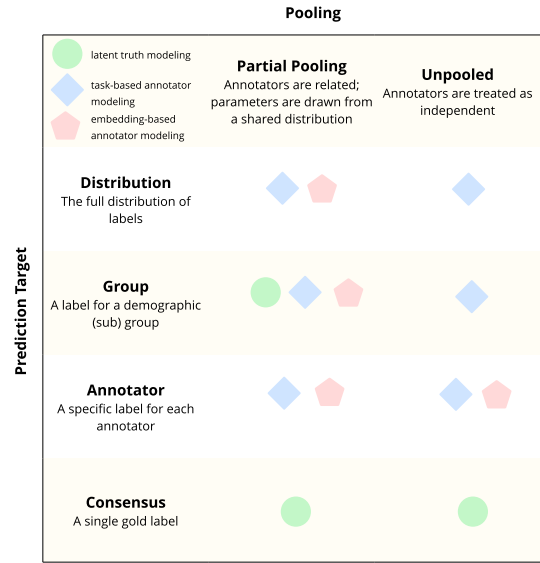 Pooling
latent truth modeling
task-based annotator
modeling
embedding-based
annotator modeling
Partial Pooling
Annotators are related;
parameters are drawn from
a shared distribution
Unpooled
Annotators are treated as
independent
Prediction Target
Distribution
The full distribution of
labels
Group
A label for a demographic
(sub) group
Annotator
A specific label for each
annotator
Consensus
A single gold label